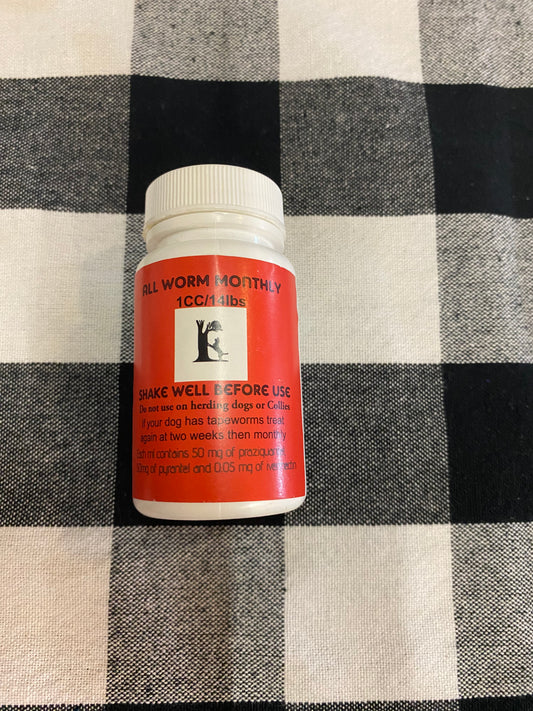 ALL WORM MONTHLY
1CC/14lbs
SHAKE WELL BEFORE USE
Do not use on herding dogs or Collies
If your dog has tapeworms treat
again at two weeks then monthly
Each ml contains 50 mg of praziquantel,
50mg of pyrantel and 0.05 mg of ivermectin